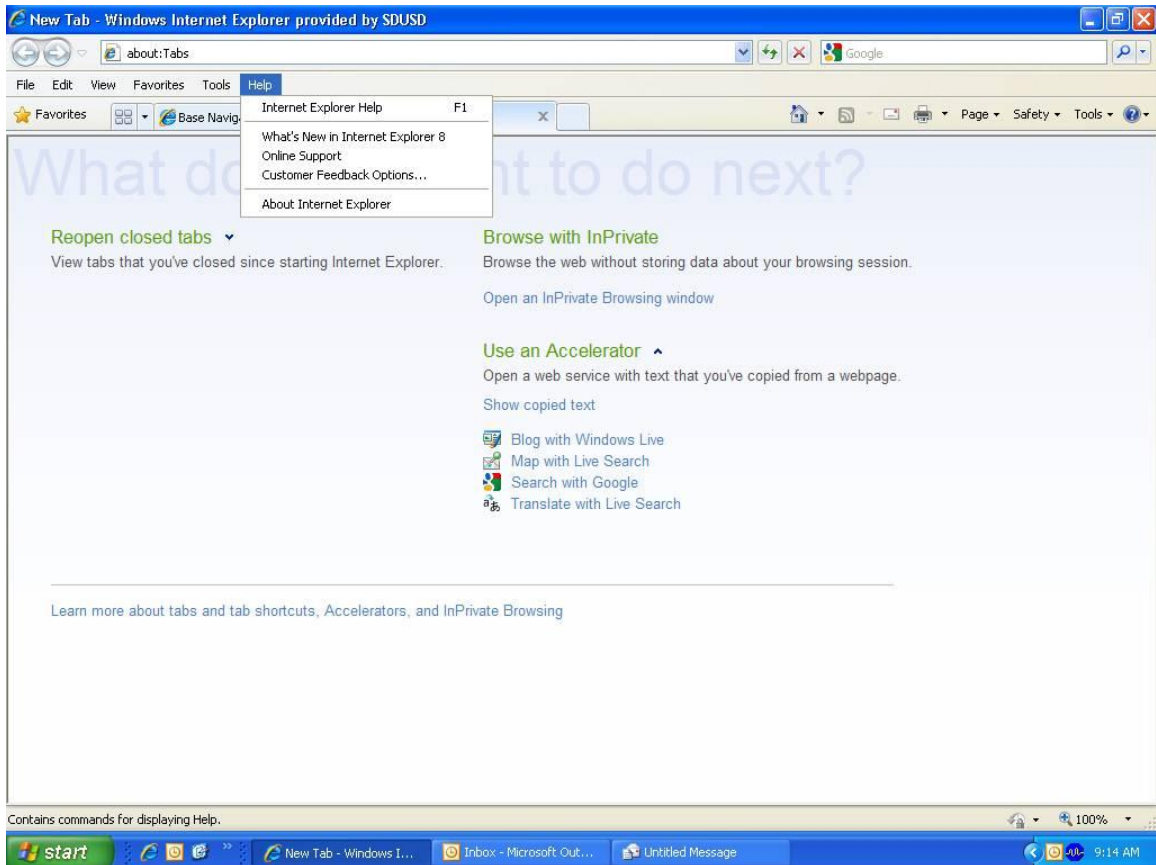 New Tab - Windows Internet Explorer provided by SDUSD
about:Tabs
Google
File Edit View Favorites Tools Help
Favorites
Base Navig
Page Safety Tools
Internet Explorer Help F1
What's New in Internet Explorer 8
Online Support
Customer Feedback Options...
About Internet Explorer
What do nt to do next?
Reopen closed tabs
View tabs that you've closed since starting Internet Explorer.
Browse with InPrivate
Browse the web without storing data about your browsing session.
Open an InPrivate Browsing window
Use an Accelerator
Open a web service with text that you've copied from a webpage.
Show copied text
Blog with Windows Live
Map with Live Search
Search with Google
Translate with Live Search
Learn more about tabs and tab shortcuts, Accelerators, and InPrivate Browsing
Contains commands for displaying Help.
100%
start
New Tab - Windows I...
Inbox - Microsoft Out...
Untitled Message
9:14 AM